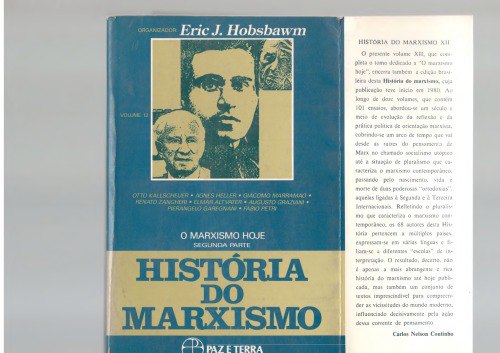 ORGANIZADOR: Eric J. Hobsbawm
VOLUME 12
OTTO KALLSCHEUER • AGNES HELLER • GIACOMO MARRAMAO •
RENATO ZANGHERI • ELMAR ALTVATER • AUGUSTO GRAZIANI •
PIERANGELO GAREGNANI • FABIO PETRI
O MARXISMO HOJE
SEGUNDA PARTE
HISTÓRIA
DO
MARXISMO
PAZ E TERRA
HISTÓRIA DO MARXISMO XII
O presente volume XII, que com-
pleta o tomo dedicado a "O marxismo
hoje", encerra também a edição brasi-
leira desta História do marxismo, cuja
publicação teve início em 1980. Ao
longo de doze volumes, que contêm
101 ensaios, abordou-se um século e
meio de evolução da reflexão e da
prática política de orientação marxista,
cobrindo-se um arco de tempo que vai
desde as raízes do pensamento de
Marx no chamado socialismo utópico
até a situação de pluralismo que ca-
racteriza o marxismo contemporâneo,
passando pelo nascimento, vida e
morte de duas poderosas "ortodoxias",
aquelas ligadas à Segunda e à Terceira
Internacionais. Refletindo o pluralis-
mo que caracteriza o marxismo con-
temporâneo, os 68 autores desta His-
tória pertencem a múltiplos países,
expressam-se em várias línguas e fi-
liam-se a diferentes "escolas" de in-
terpretação. O resultado, decerto, não
é apenas a mais abrangente e rica
história do marxismo até hoje publi-
cada, mas também um conjunto de
textos imprescindível para compreen-
der as vicissitudes do mundo moderno,
influenciado decisivamente pela ação
dessa corrente de pensamento.
Carlos Nelson Coutinho